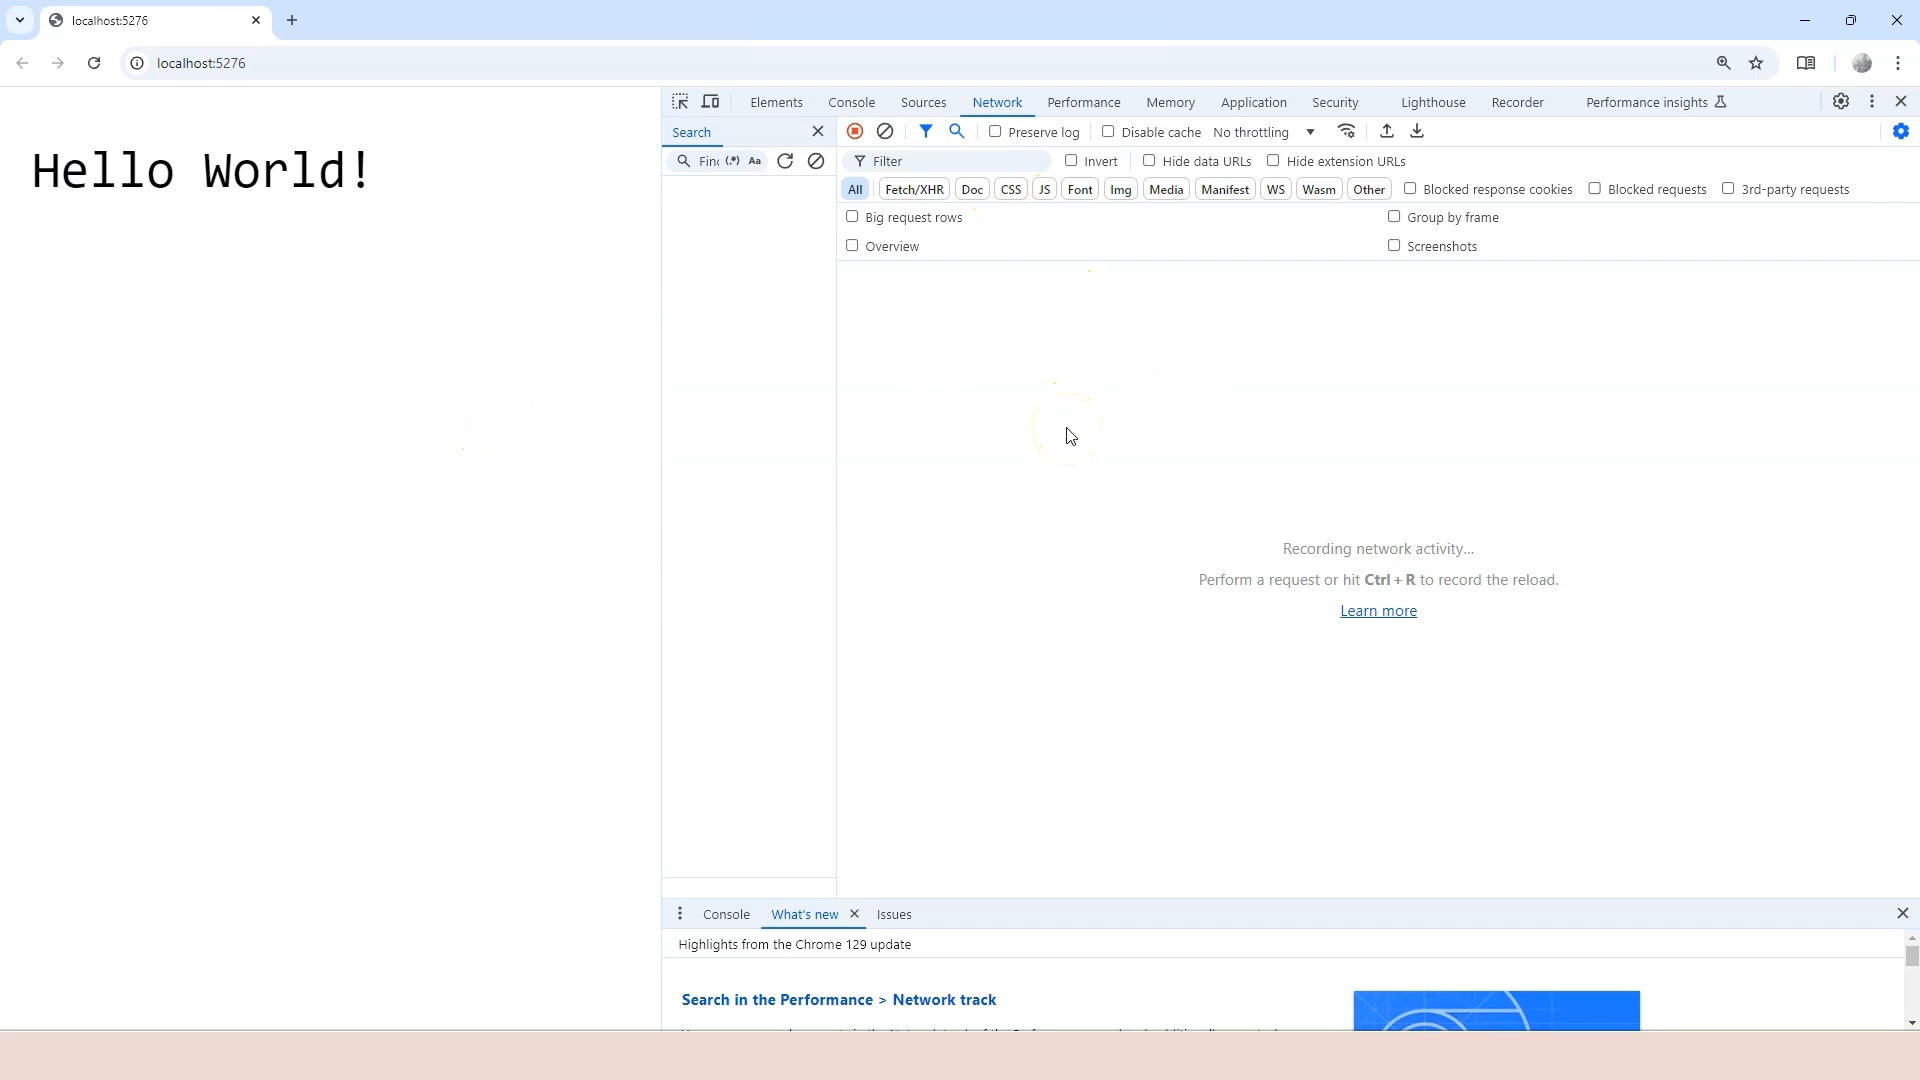 localhost:5276
localhost:5276
Hello World!
Elements Console Sources Network Performance Memory Application Security Lighthouse Recorder Performance insights
Search
Preserve log Disable cache No throttling
(.*) Aa
Filter Invert Hide data URLs Hide extension URLs
All Fetch/XHR Doc CSS JS Font Img Media Manifest WS Wasm Other Blocked response cookies Blocked requests 3rd-party requests
Big request rows Group by frame
Overview Screenshots
Recording network activity...
Perform a request or hit Ctrl + R to record the reload.
Learn more
Console What's new Issues
Highlights from the Chrome 129 update
Search in the Performance > Network track